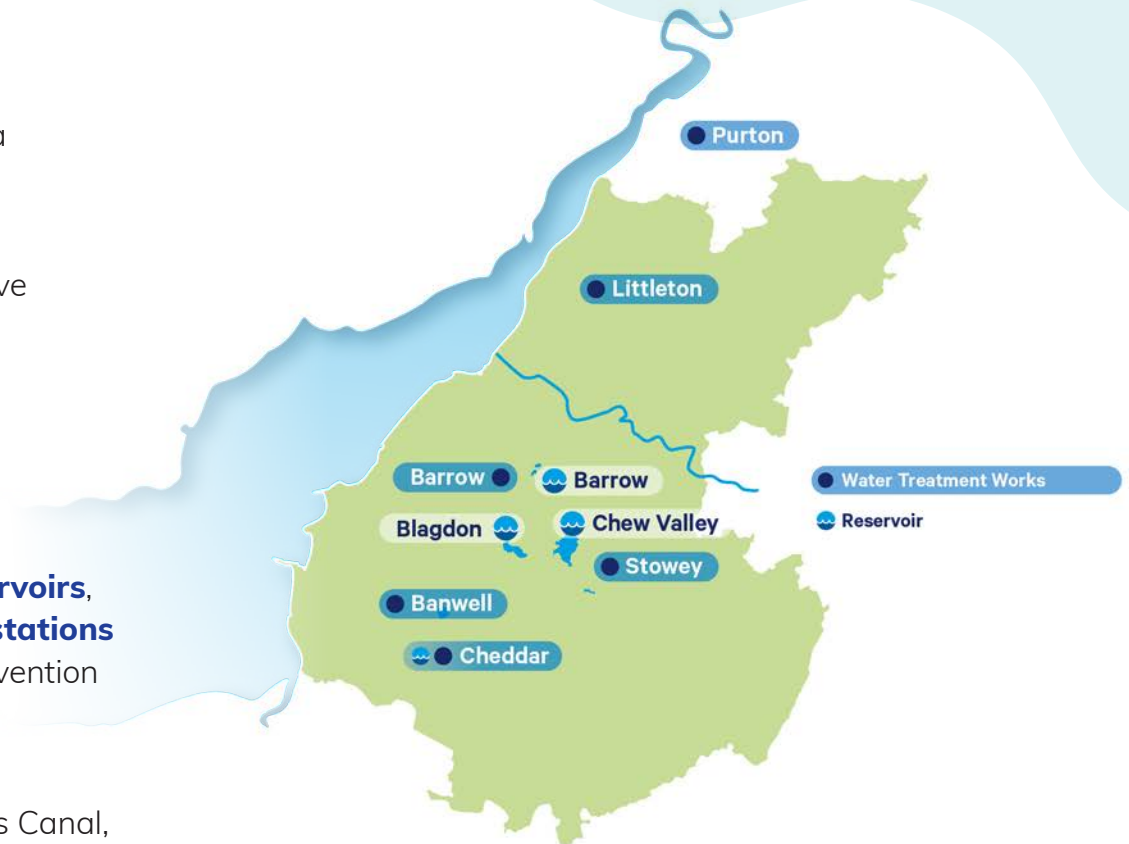 a
ve
rvoirs,
stations
vention
s Canal,
Purton
Littleton
Barrow
Barrow
Blagdon
Chew Valley
Stowey
Banwell
Cheddar
Water Treatment Works
Reservoir